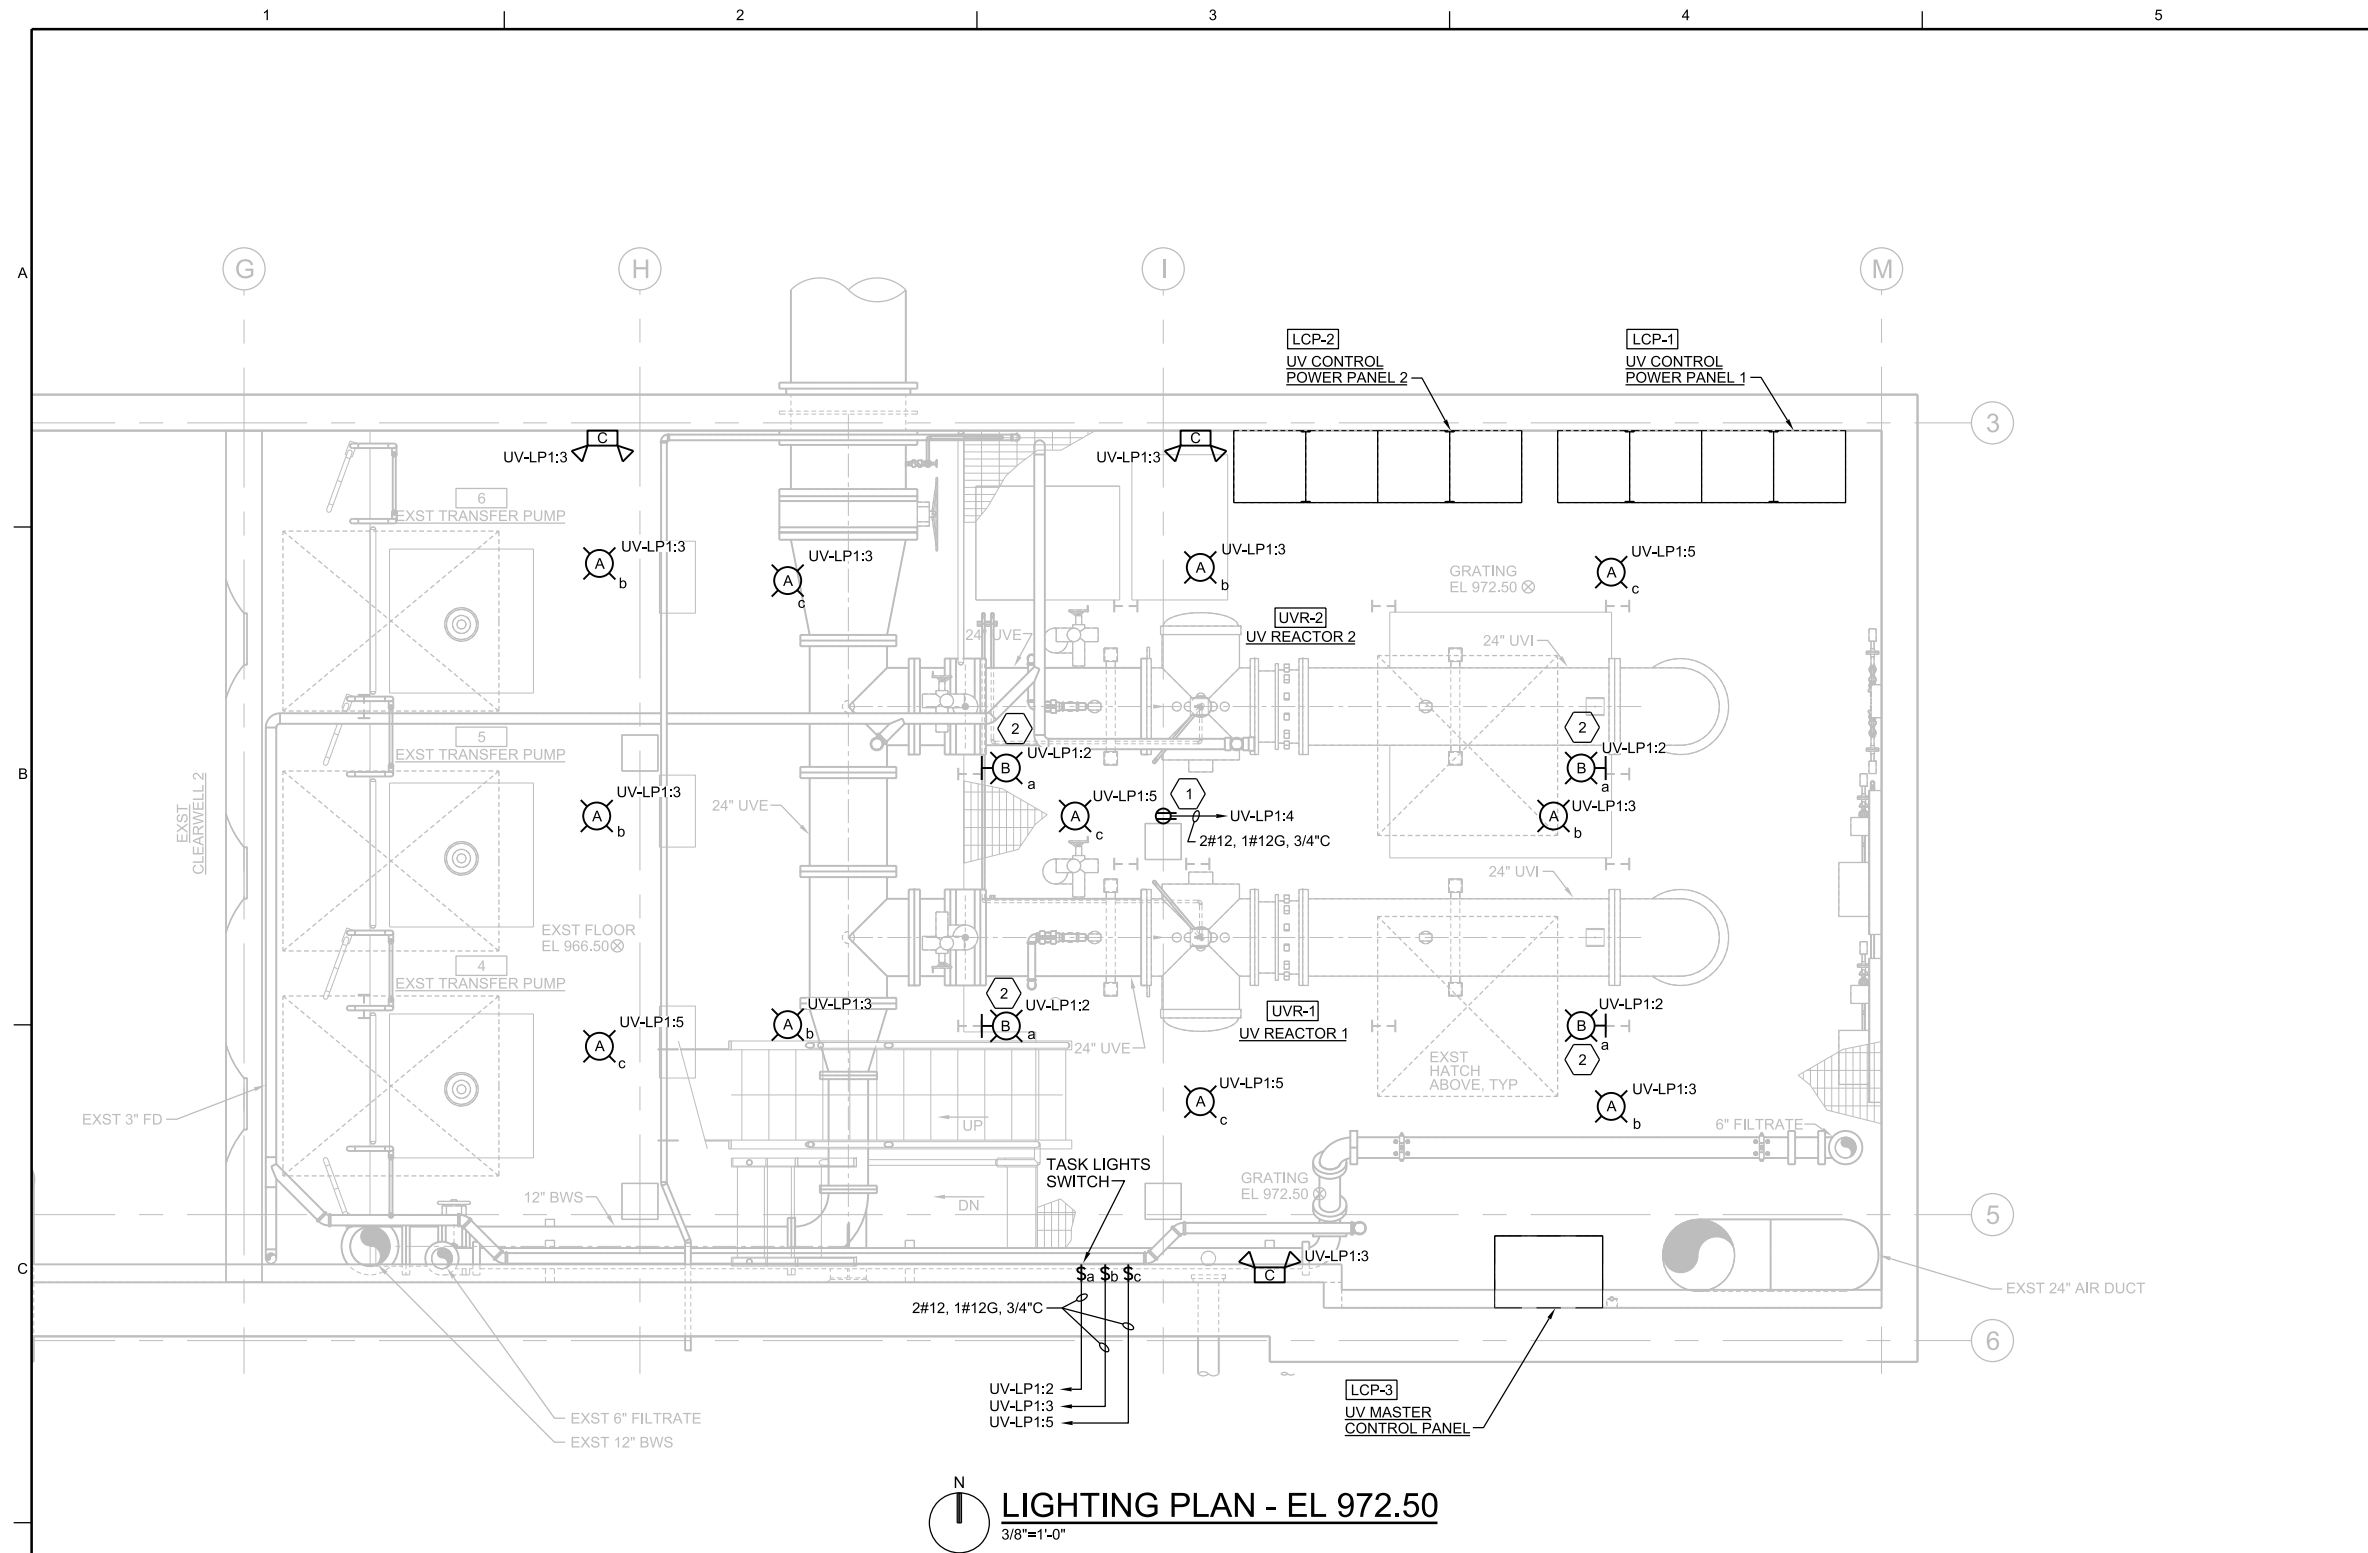 1
2
3
4
5
A
B
C
G
H
I
M
LCP-2
UV CONTROL
POWER PANEL 2
LCP-1
UV CONTROL
POWER PANEL 1
3
C
UV-LP1:3
C
UV-LP1:3
6
EXST TRANSFER PUMP
A
UV-LP1:3
b
A
UV-LP1:3
c
A
UV-LP1:3
b
A
UV-LP1:5
c
GRATING
EL 972.50
UVR-2
UV REACTOR 2
24" UVE
24" UVI
5
EXST TRANSFER PUMP
2
B
UV-LP1:2
a
2
B
UV-LP1:2
a
EXST
CLEARWELL 2
A
UV-LP1:3
b
24" UVE
A
UV-LP1:5
c
1
UV-LP1:4
2#12, 1#12G, 3/4"C
A
UV-LP1:3
b
24" UVI
EXST FLOOR
EL 966.50
4
EXST TRANSFER PUMP
A
UV-LP1:5
c
A
UV-LP1:3
b
2
B
UV-LP1:2
a
24" UVE
UVR-1
UV REACTOR 1
B
UV-LP1:2
a
2
EXST
HATCH
ABOVE, TYP
A
UV-LP1:5
c
A
UV-LP1:3
b
EXST 3" FD
UP
6" FILTRATE
TASK LIGHTS
SWITCH
GRATING
EL 972.50
12" BWS
DN
5
C
UV-LP1:3
$a $b $c
EXST 24" AIR DUCT
2#12, 1#12G, 3/4"C
6
UV-LP1:2
UV-LP1:3
UV-LP1:5
LCP-3
UV MASTER
CONTROL PANEL
EXST 6" FILTRATE
EXST 12" BWS
N
LIGHTING PLAN - EL 972.50
3/8"=1'-0"